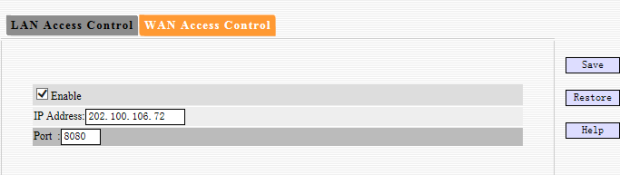 LAN Access Control WAN Access Control
Save
Enable
Restore
IP Address: 202.100.106.72
Port : 8080
Help